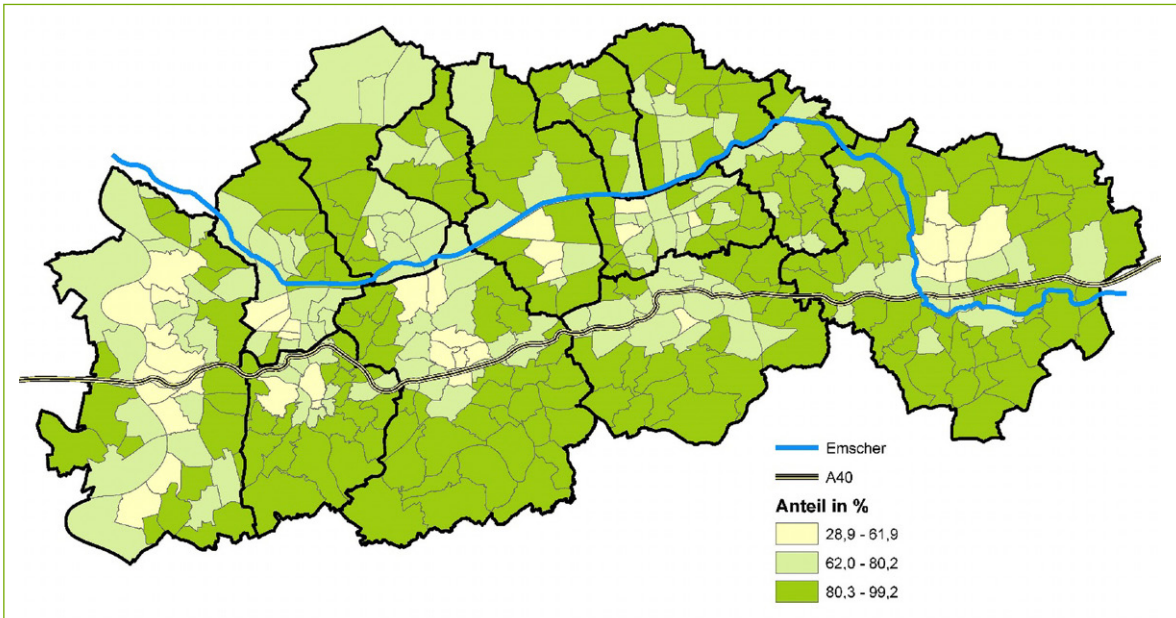 Emscher
A40
Anteil in %
28,9 - 61,9
62,0 - 80,2
80,3 - 99,2